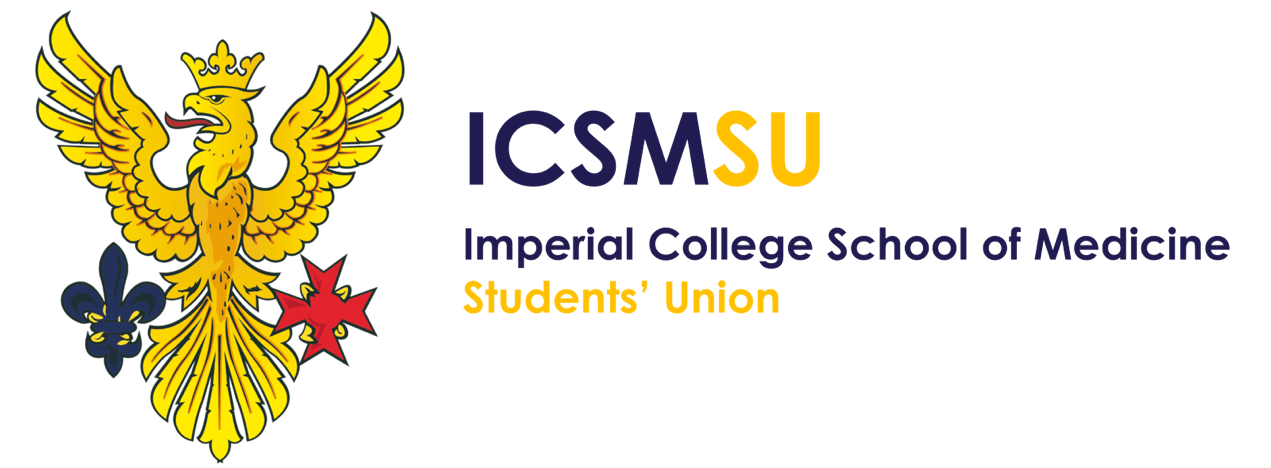 ICSMSU
Imperial College School of Medicine
Students’ Union